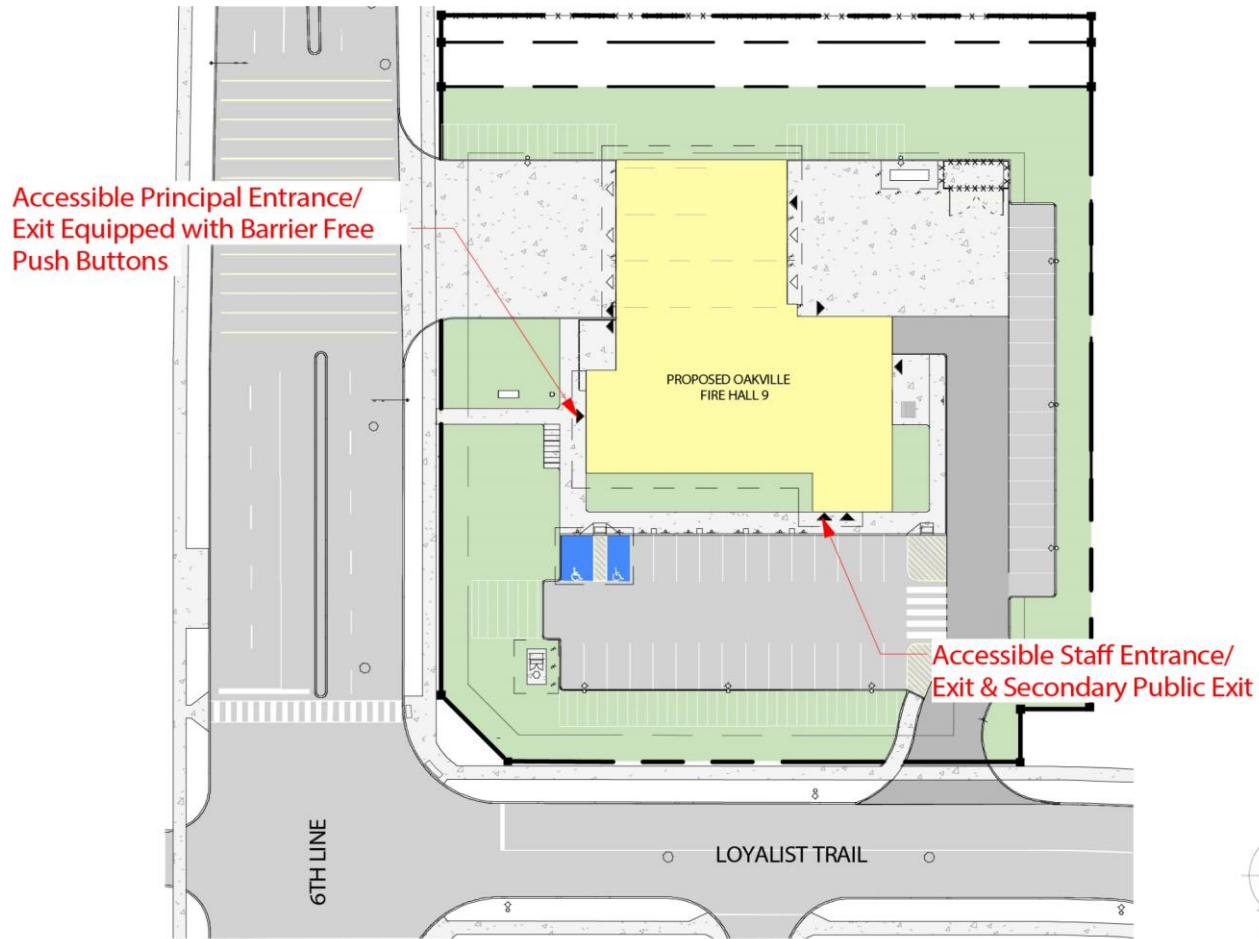 Accessible Principal Entrance/
Exit Equipped with Barrier Free
Push Buttons
PROPOSED OAKVILLE
FIRE HALL 9
Accessible Staff Entrance/
Exit & Secondary Public Exit
6TH LINE
LOYALIST TRAIL